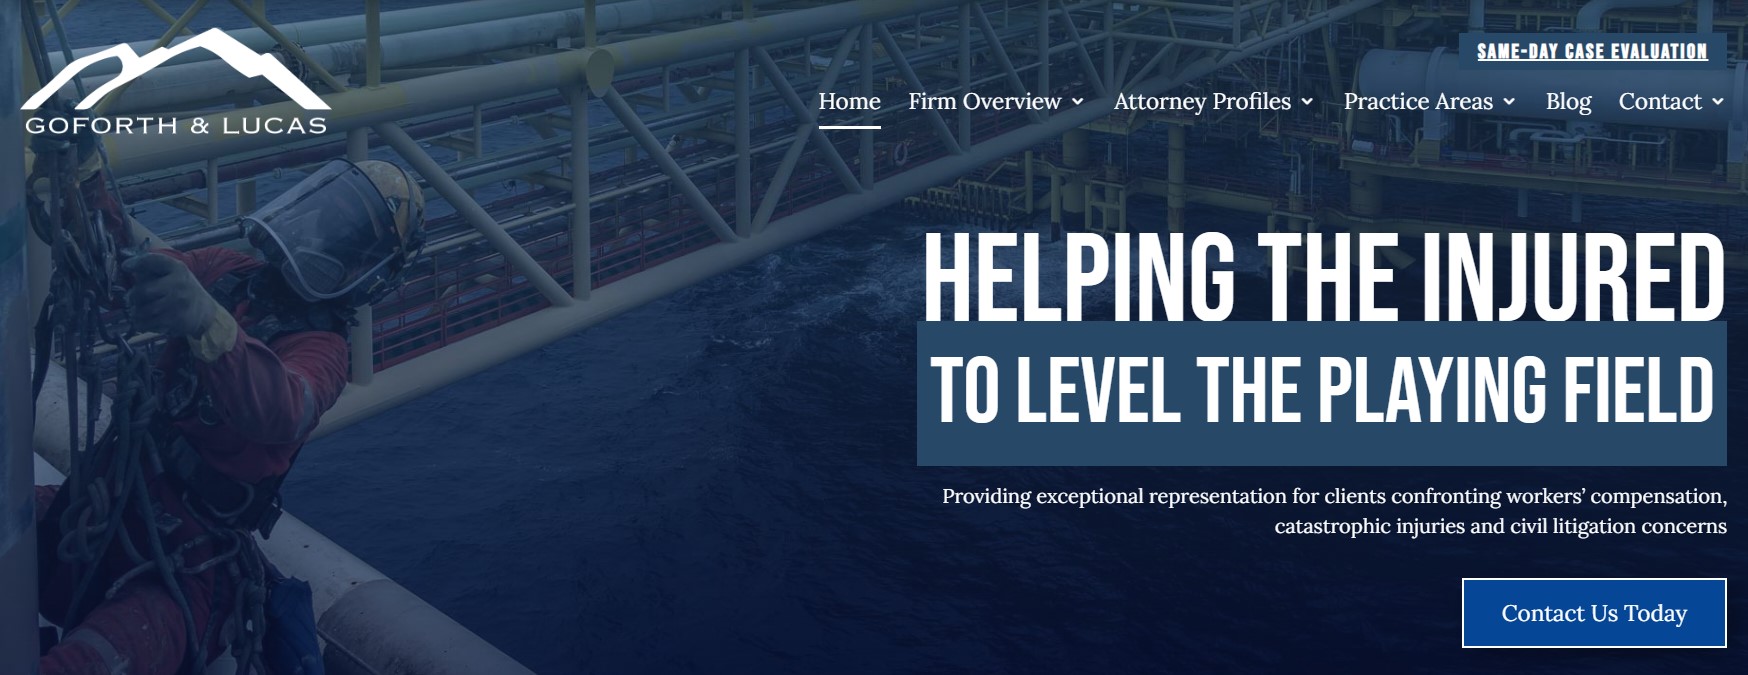 GOFORTH & LUCAS
SAME-DAY CASE EVALUATION
Home Firm Overview Attorney Profiles Practice Areas Blog Contact
HELPING THE INJURED
TO LEVEL THE PLAYING FIELD
Providing exceptional representation for clients confronting workers’ compensation,
catastrophic injuries and civil litigation concerns
Contact Us Today